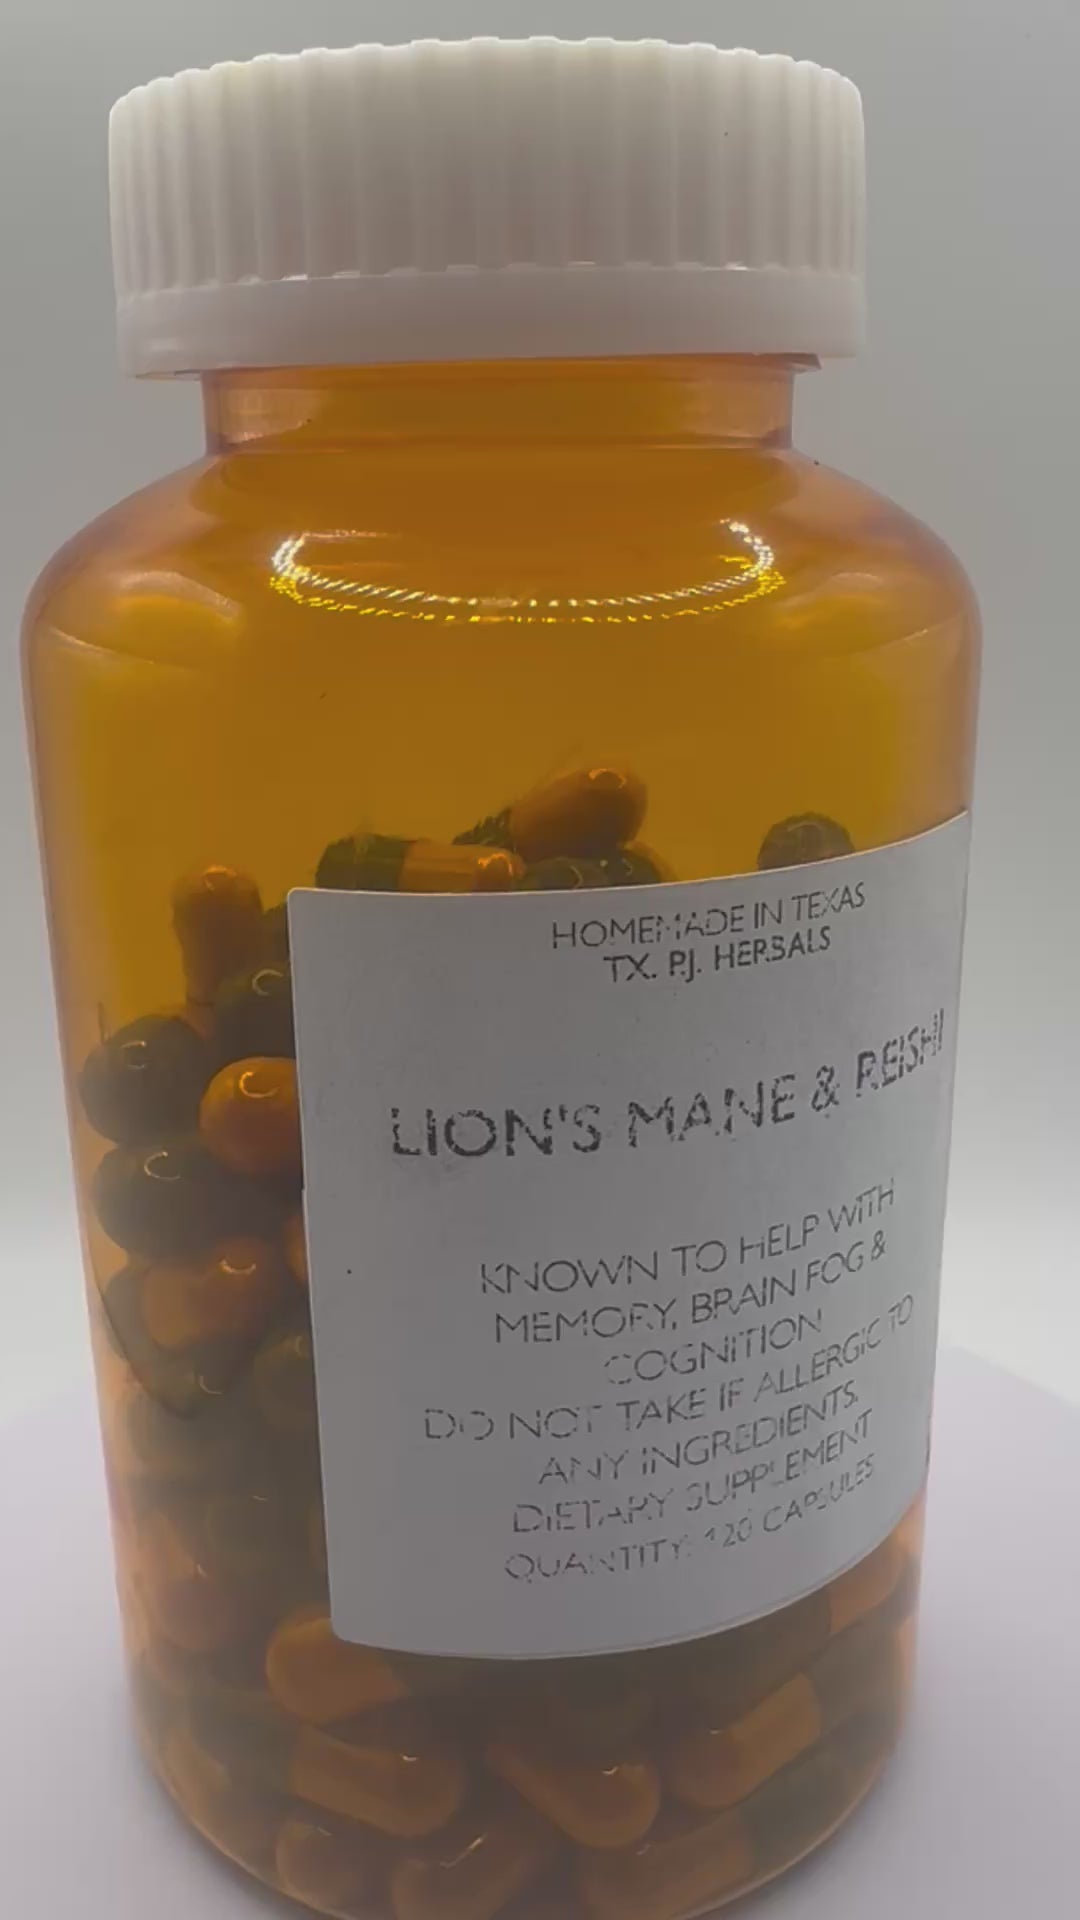 HOMEMADE IN TEXAS
TX. P.J. HERBALS
LION'S MANE & REISHI
KNOWN TO HELP WITH
MEMORY, BRAIN FOG &
COGNITION
DO NOT TAKE IF ALLERGIC TO
ANY INGREDIENTS.
DIETARY SUPPLEMENT
QUANTITY: 120 CAPSULES